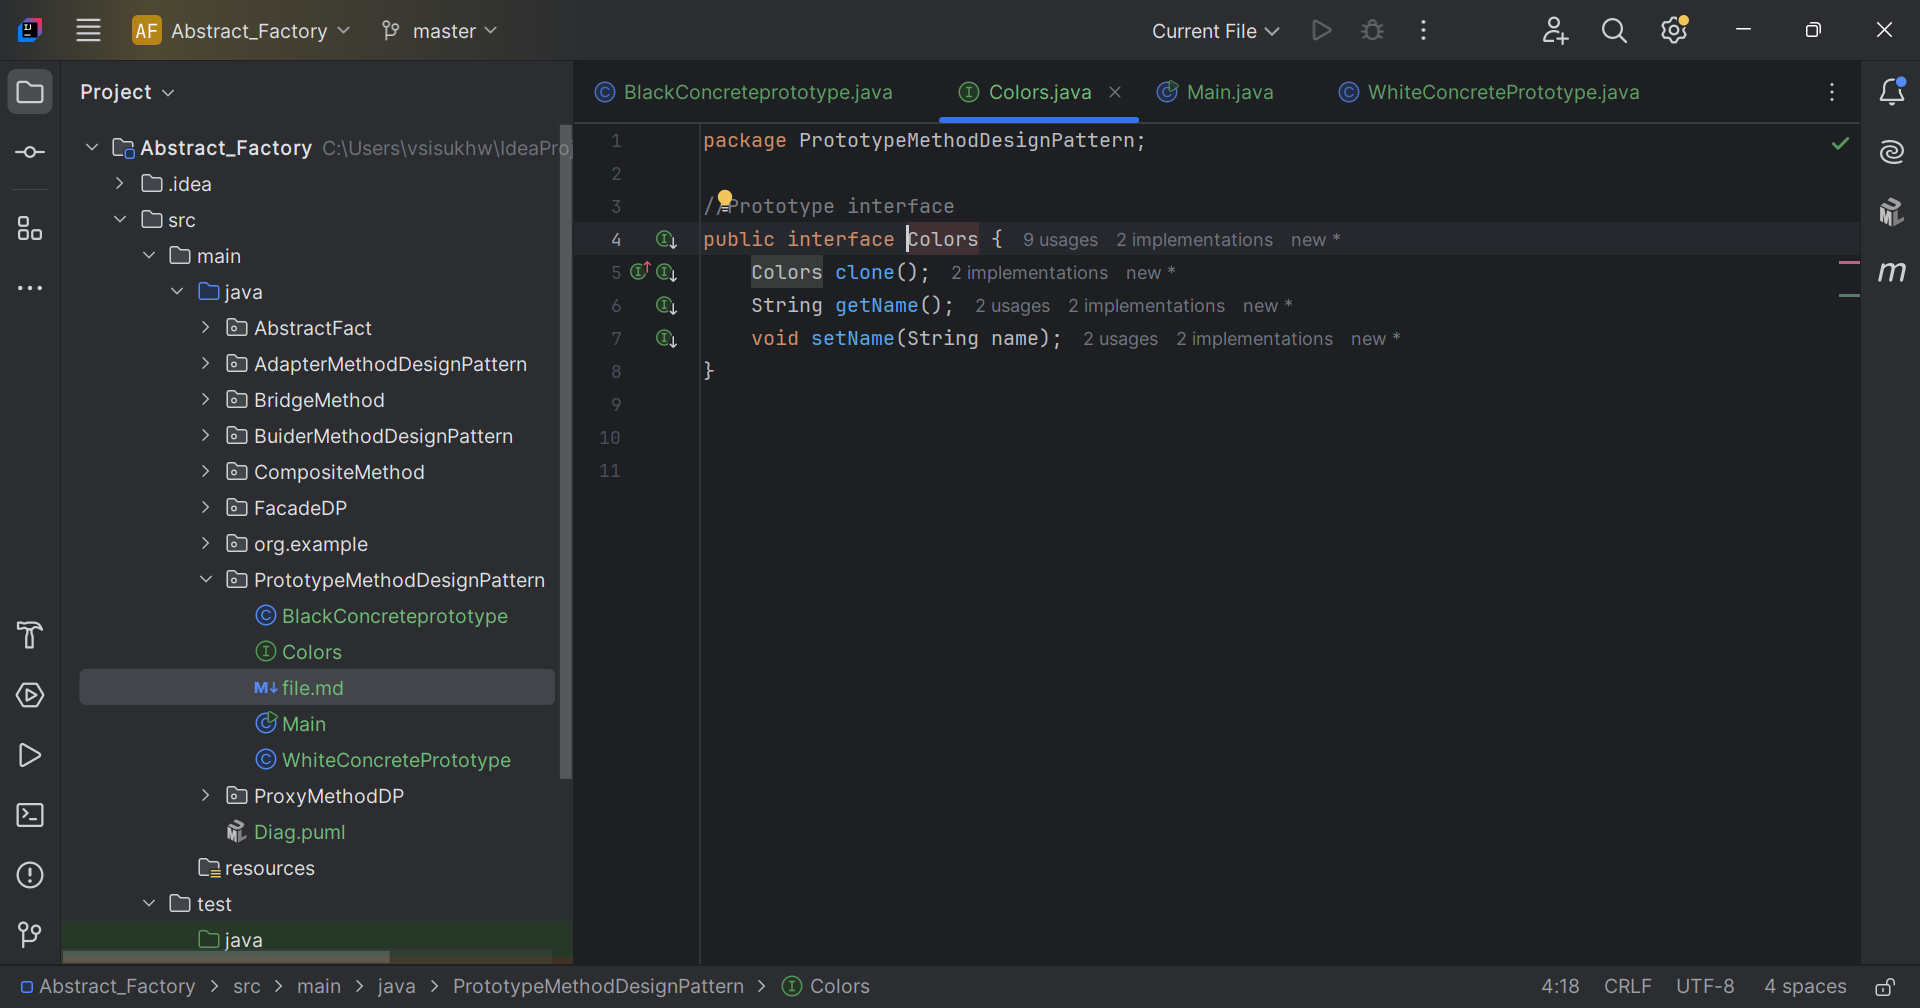 AF Abstract_Factory master Current File
Project
BlackConcreteprototype.java Colors.java Main.java WhiteConcretePrototype.java
Abstract_Factory C:\Users\vsisukhw\IdeaProj
.idea
src
main
java
AbstractFact
AdapterMethodDesignPattern
BridgeMethod
BuiderMethodDesignPattern
CompositeMethod
FacadeDP
org.example
PrototypeMethodDesignPattern
BlackConcreteprototype
Colors
M↓ file.md
Main
WhiteConcretePrototype
ProxyMethodDP
Diag.puml
resources
test
java
1 package PrototypeMethodDesignPattern;
2
3 //Prototype interface
4 public interface Colors { 9 usages 2 implementations new *
5 Colors clone(); 2 implementations new *
6 String getName(); 2 usages 2 implementations new *
7 void setName(String name); 2 usages 2 implementations new *
8 }
9
10
11
Abstract_Factory > src > main > java > PrototypeMethodDesignPattern > Colors 4:18 CRLF UTF-8 4 spaces